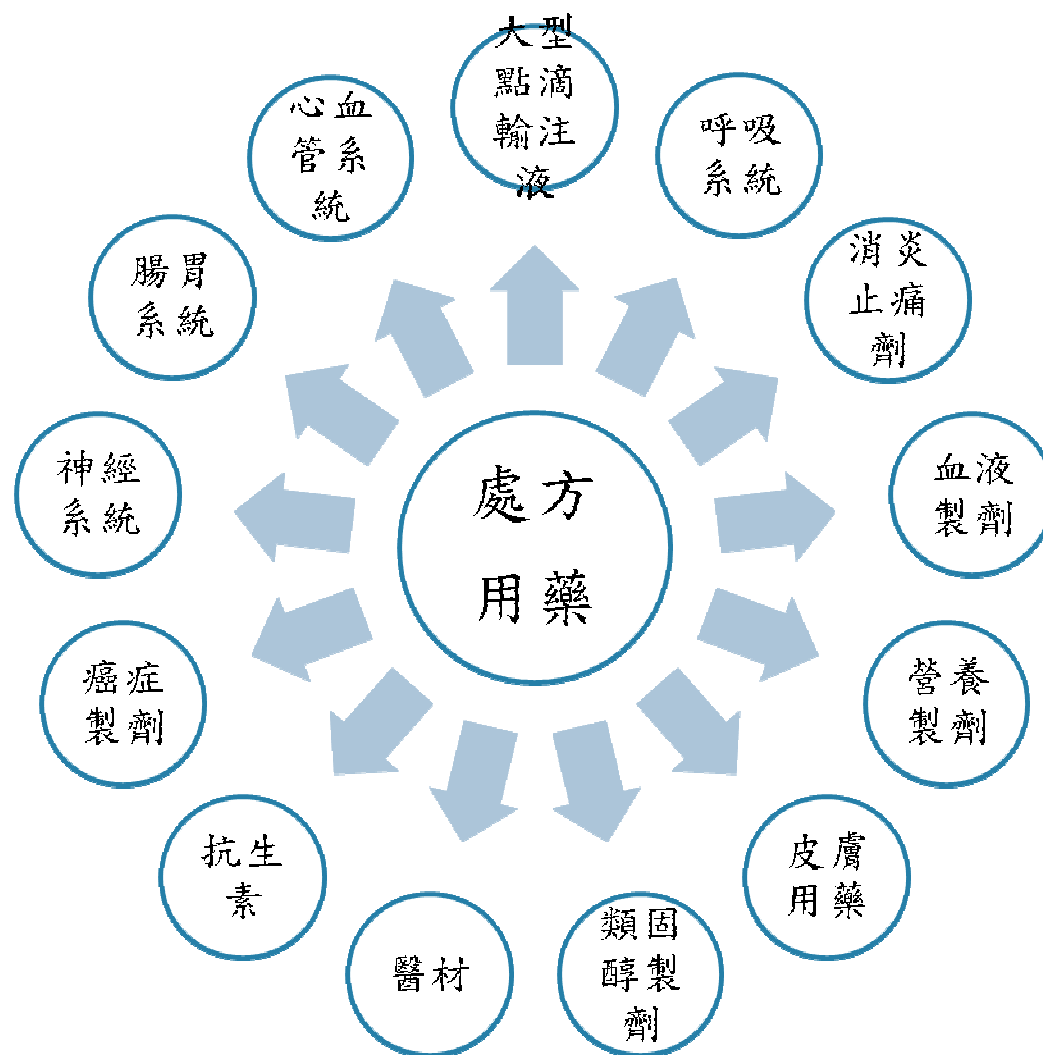 大型
點滴
輸注
液
呼吸
系統
消炎
止痛
劑
血液
製劑
營養
製劑
皮膚
用藥
類固
醇製
劑
醫材
抗生
素
癌症
製劑
神經
系統
腸胃
系統
心血
管系
統
處方
用藥